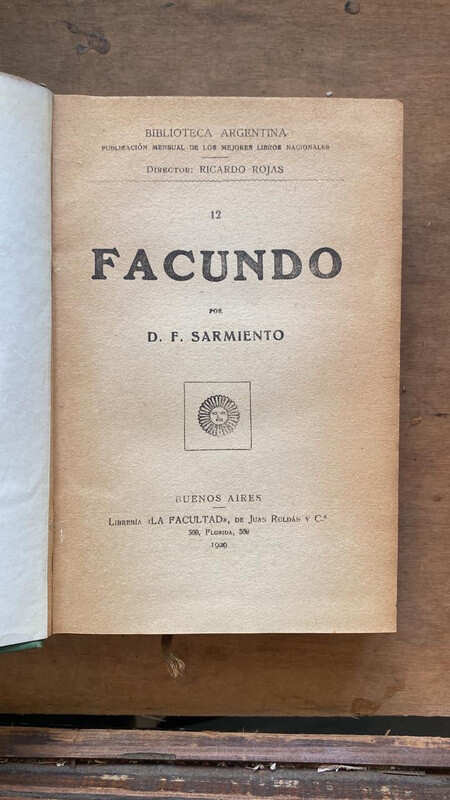 BIBLIOTECA ARGENTINA
PUBLICACIÓN MENSUAL DE LOS MEJORES LIBROS NACIONALES
DIRECTOR: RICARDO ROJAS
12
FACUNDO
POR
D. F. SARMIENTO
BUENOS AIRES
LIBRERÍA «LA FACULTAD», DE JUAN ROLDÁN Y C.ª
FLORIDA,